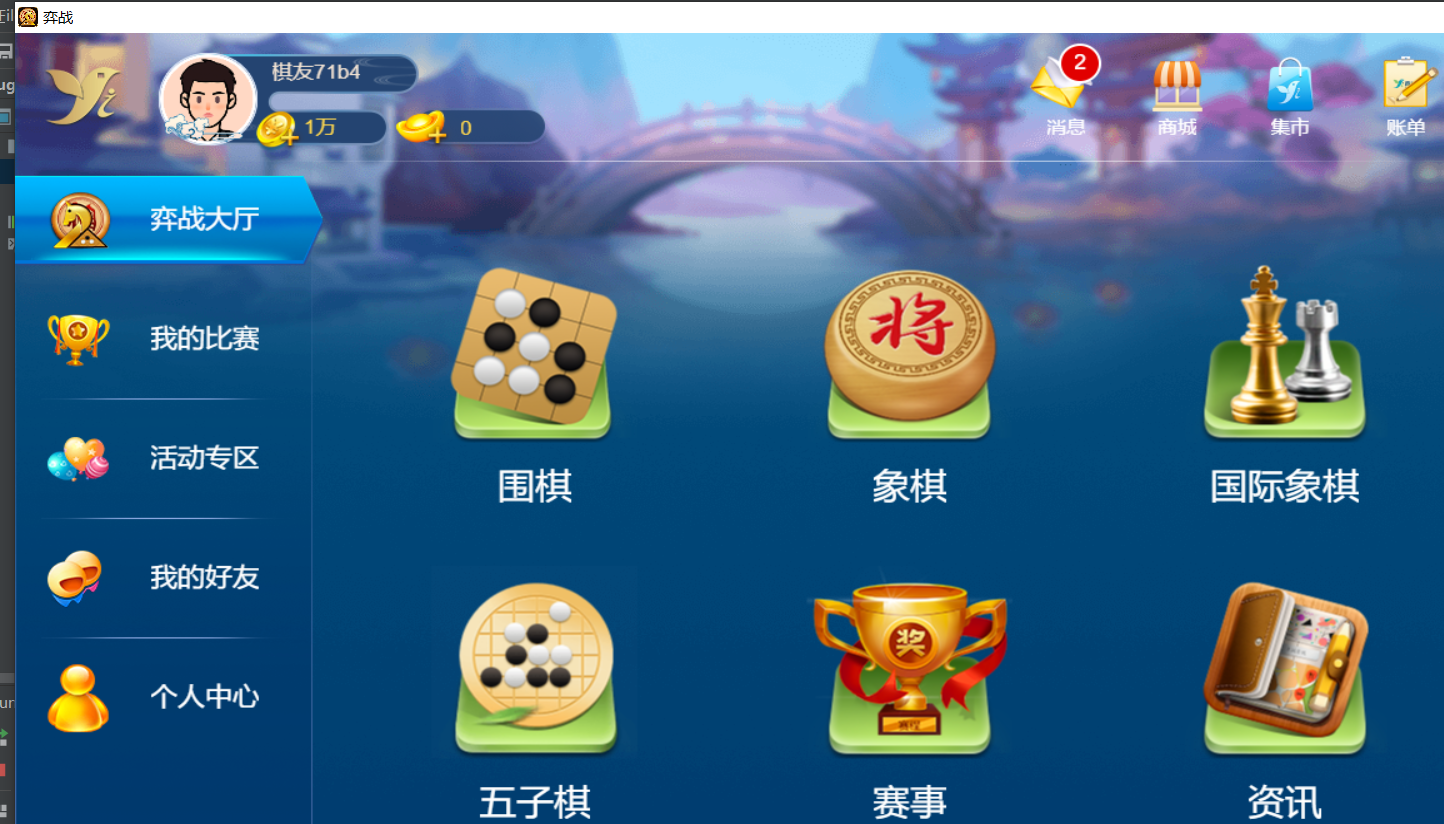 弈战
棋友71b4
1万
0
2
消息
商城
集市
账单
弈战大厅
我的比赛
活动专区
我的好友
个人中心
将
围棋
象棋
国际象棋
奖
五子棋
赛事
资讯